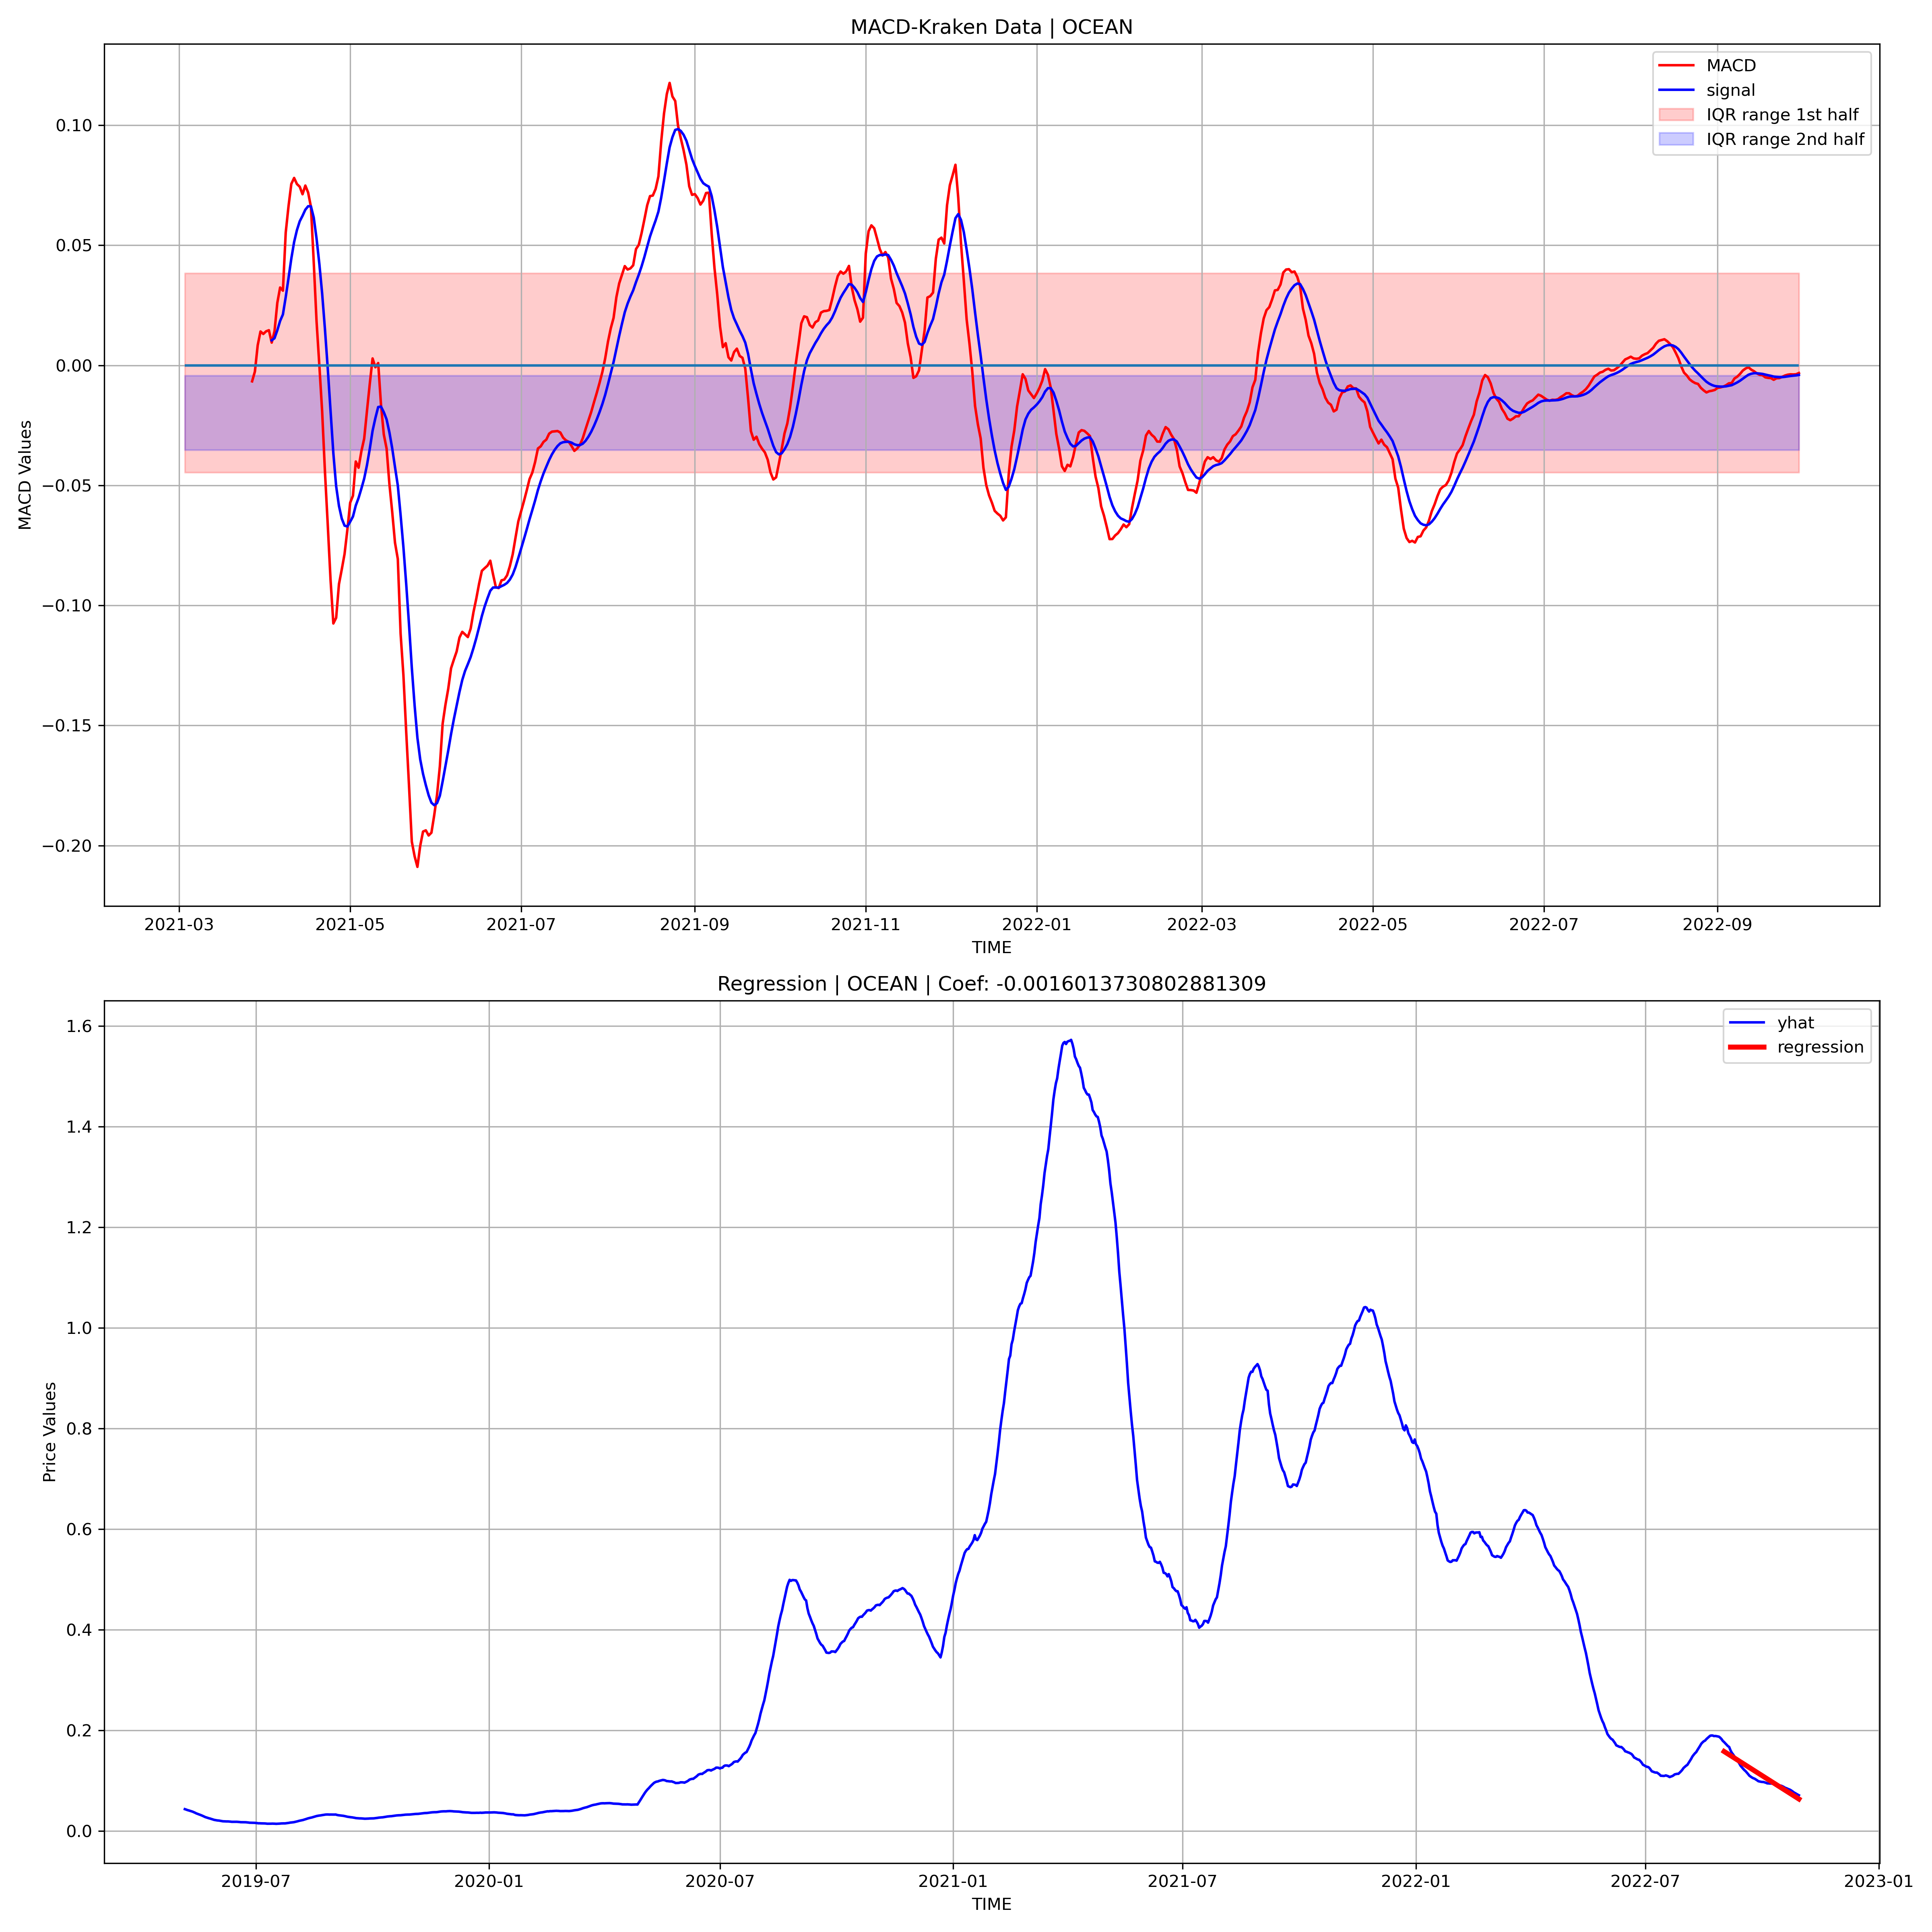 MACD-Kraken Data | OCEAN
MACD
signal
IQR range 1st half
IQR range 2nd half
0.10
0.05
0.00
−0.05
−0.10
−0.15
−0.20
MACD Values
2021-03 2021-05 2021-07 2021-09 2021-11 2022-01 2022-03 2022-05 2022-07 2022-09
TIME
Regression | OCEAN | Coef: -0.0016013730802881309
yhat
regression
1.6
1.4
1.2
1.0
0.8
0.6
0.4
0.2
0.0
Price Values
2019-07 2020-01 2020-07 2021-01 2021-07 2022-01 2022-07 2023-01
TIME